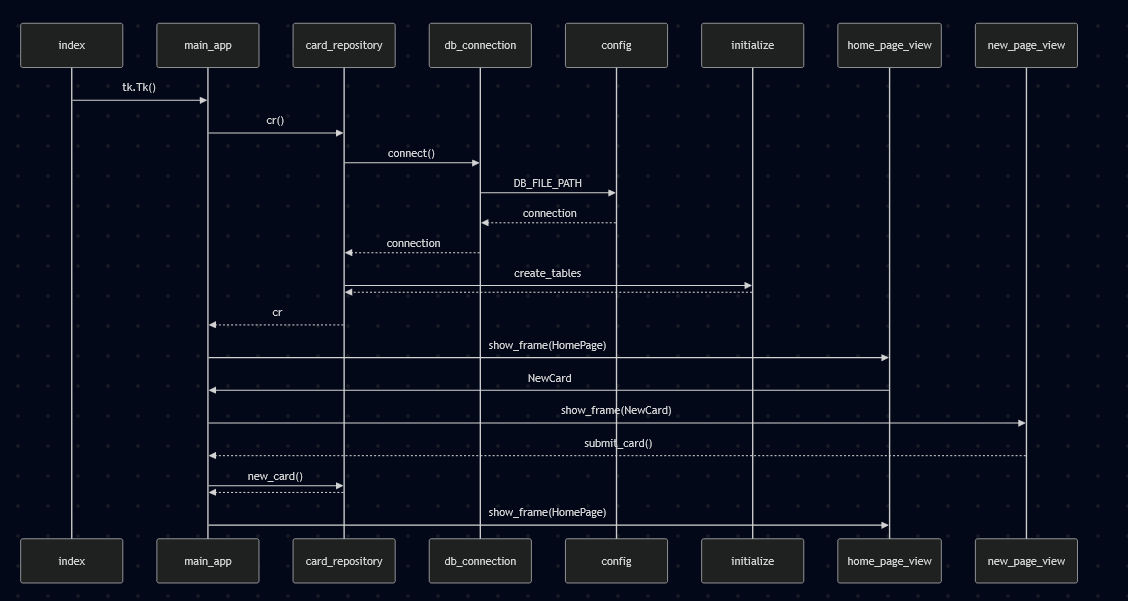 index main_app card_repository db_connection config initialize home_page_view new_page_view
tk.Tk()
cr()
connect()
DB_FILE_PATH
connection
connection
create_tables
cr
show_frame(HomePage)
NewCard
show_frame(NewCard)
submit_card()
new_card()
show_frame(HomePage)
index main_app card_repository db_connection config initialize home_page_view new_page_view